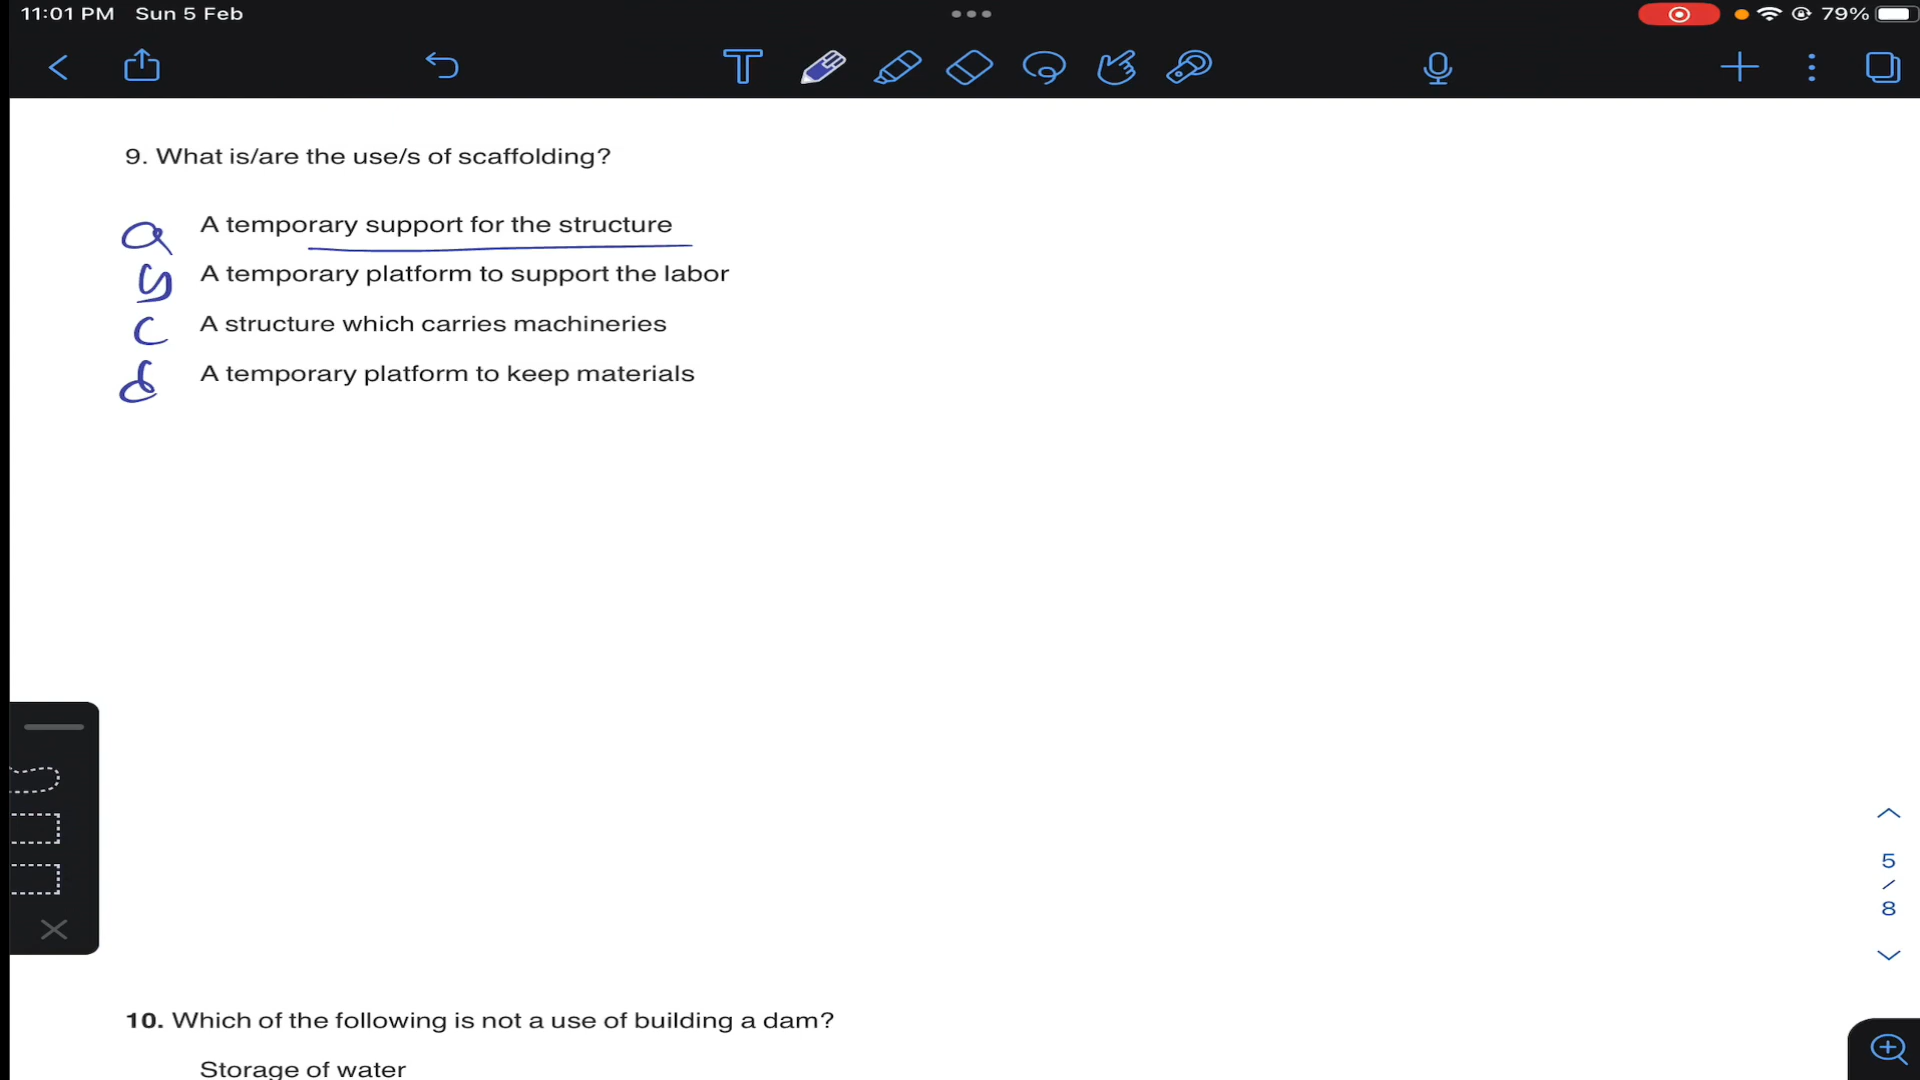 11:01 PM Sun 5 Feb
79%
9. What is/are the use/s of scaffolding?
a A temporary support for the structure
A temporary platform to support the labor
c A structure which carries machineries
d A temporary platform to keep materials
5
/
8
10. Which of the following is not a use of building a dam?
Storage of water